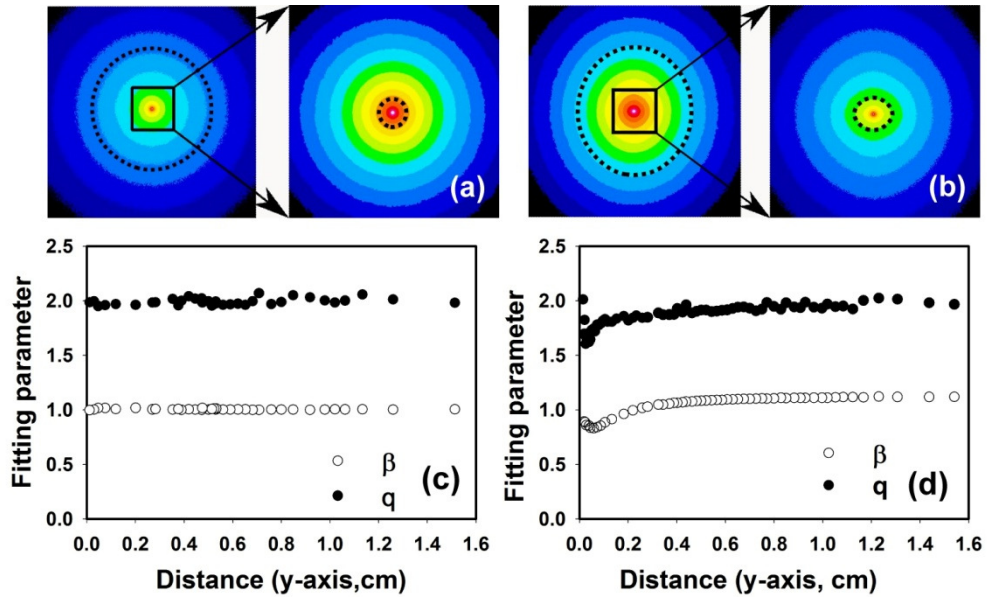 (a)
(b)
2.5
2.0
1.5
1.0
0.5
0.0
Fitting parameter
0.0 0.2 0.4 0.6 0.8 1.0 1.2 1.4 1.6
Distance (y-axis,cm)
β
q
(c)
2.5
2.0
1.5
1.0
0.5
0.0
Fitting parameter
0.0 0.2 0.4 0.6 0.8 1.0 1.2 1.4 1.6
Distance (y-axis, cm)
β
q
(d)